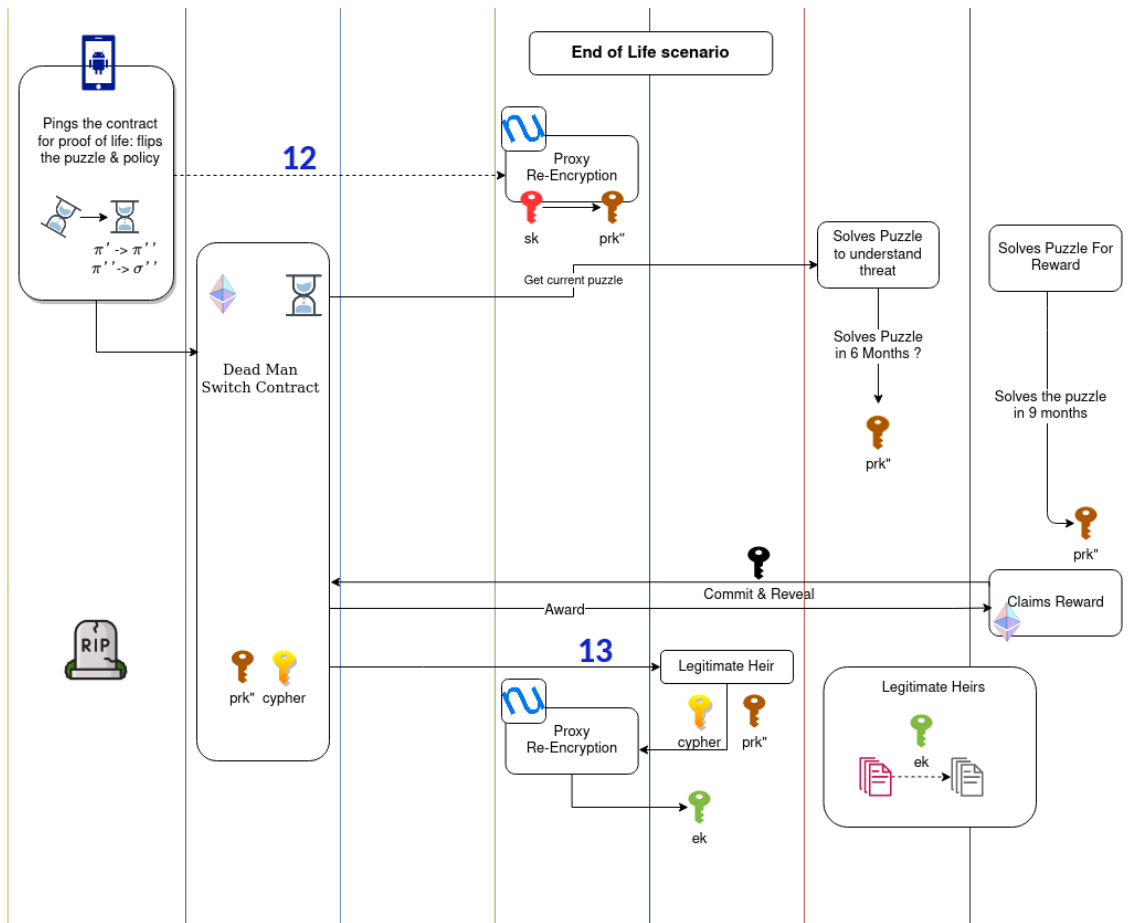 End of Life scenario
Pings the contract
for proof of life: flips
the puzzle & policy
π' -> π''
π''-> σ''
12
Proxy
Re-Encryption
sk
prk"
Solves Puzzle
to understand
threat
Solves Puzzle For
Reward
Get current puzzle
Dead Man
Switch Contract
Solves Puzzle
in 6 Months ?
prk"
Solves the puzzle
in 9 months
prk"
Commit & Reveal
Award
Claims Reward
RIP
13
prk"
cypher
Legitimate Heir
cypher
prk"
Proxy
Re-Encryption
ek
Legitimate Heirs
ek